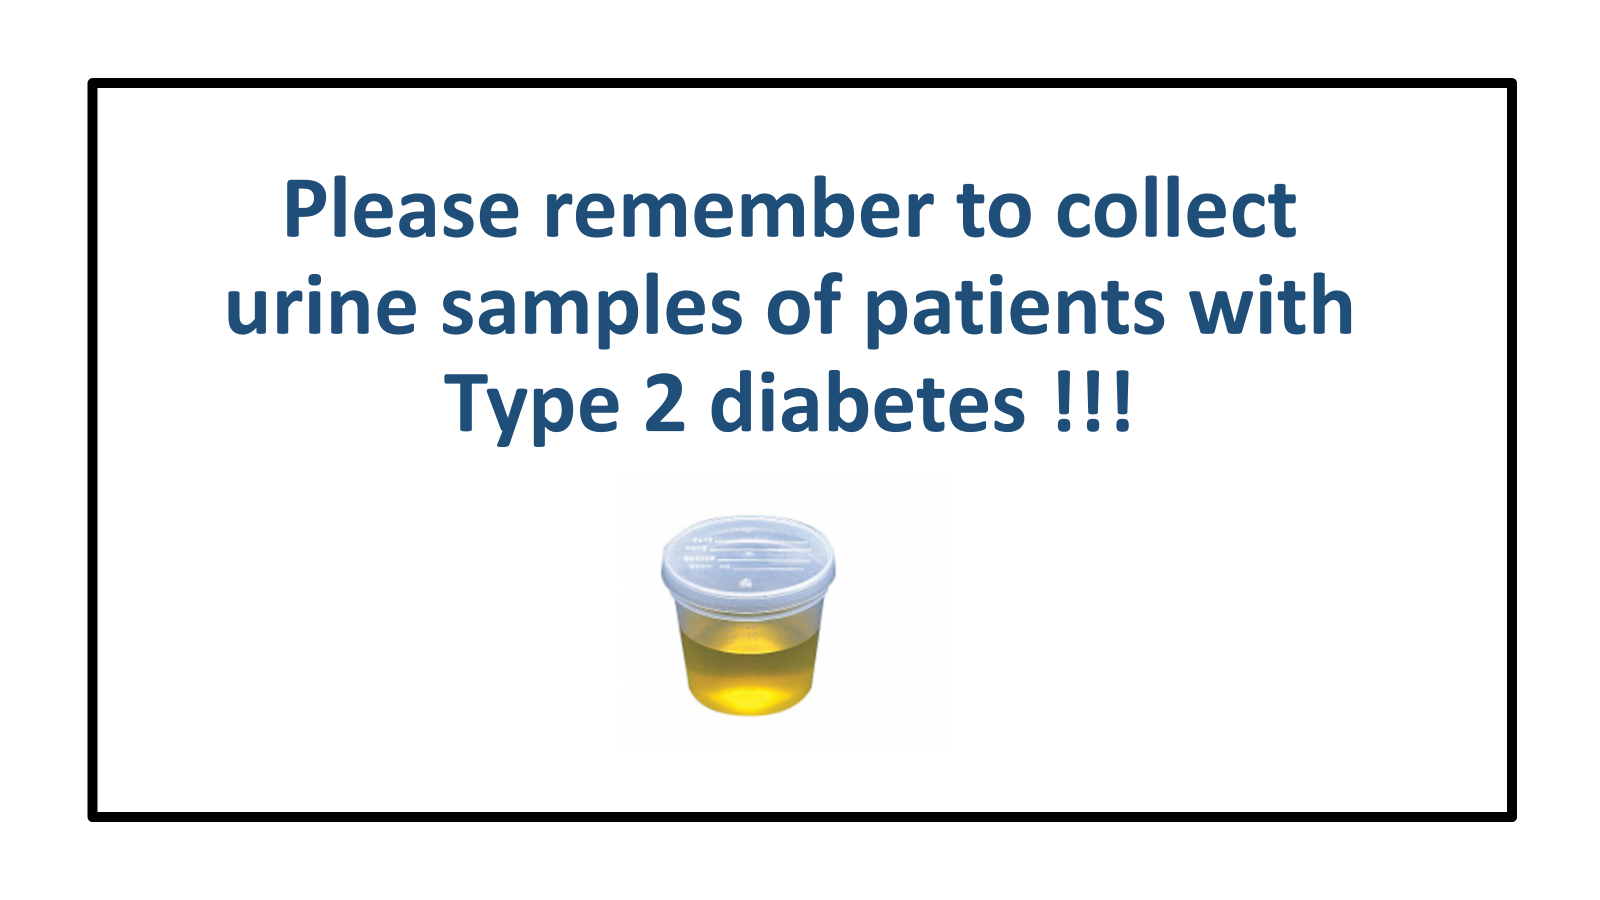 Please remember to collect
urine samples of patients with
Type 2 diabetes !!!